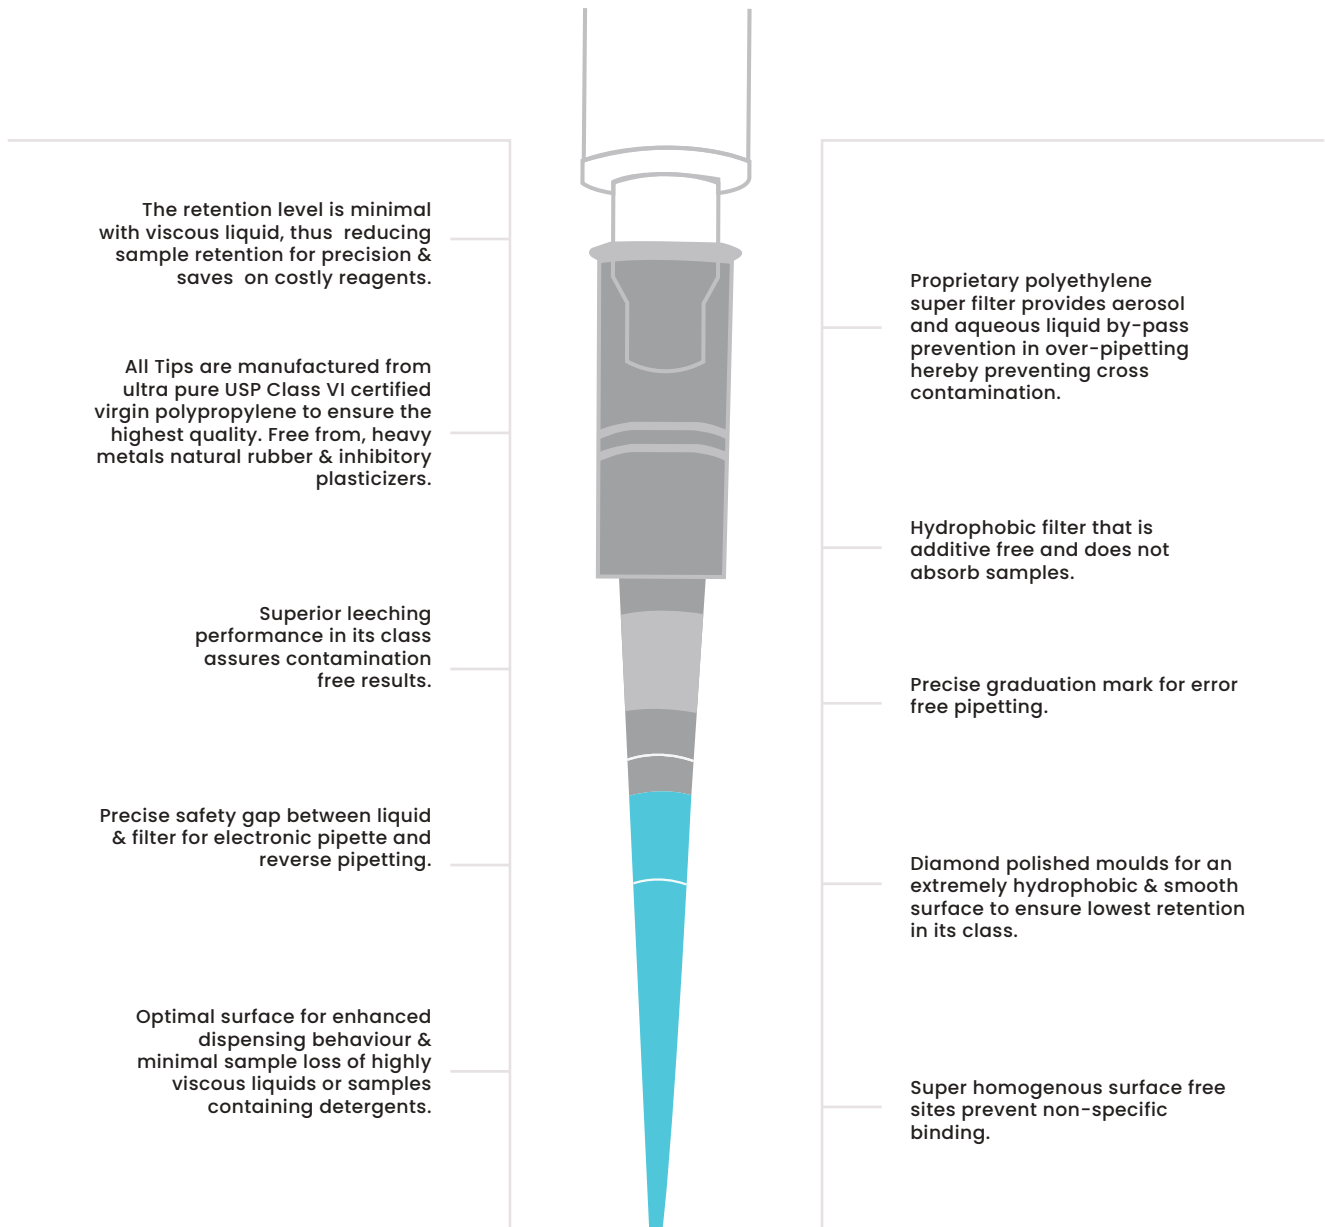 The retention level is minimal
with viscous liquid, thus  reducing
sample retention for precision &
saves  on costly reagents.
All Tips are manufactured from
ultra pure USP Class VI certified
virgin polypropylene to ensure the
highest quality. Free from, heavy
metals natural rubber & inhibitory
plasticizers.
Superior leeching
performance in its class
assures contamination
free results.
Precise safety gap between liquid
& filter for electronic pipette and
reverse pipetting.
Optimal surface for enhanced
dispensing behaviour &
minimal sample loss of highly
viscous liquids or samples
containing detergents.
Proprietary polyethylene
super filter provides aerosol
and aqueous liquid by-pass
prevention in over-pipetting
hereby preventing cross
contamination.
Hydrophobic filter that is
additive free and does not
absorb samples.
Precise graduation mark for error
free pipetting.
Diamond polished moulds for an
extremely hydrophobic & smooth
surface to ensure lowest retention
in its class.
Super homogenous surface free
sites prevent non-specific
binding.